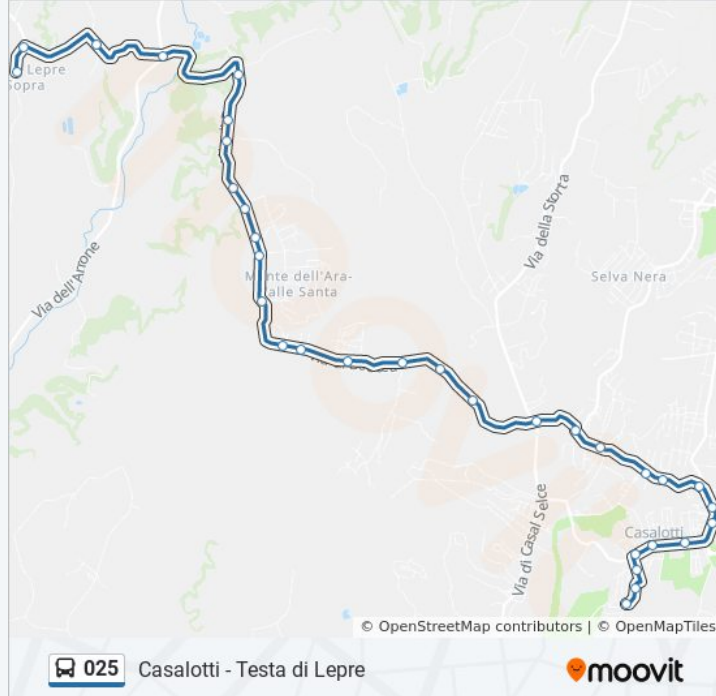 Lepre
Sopra
Via della Storta
Via dell'Arrone
Selva Nera
Monte dell'Ara-
Valle Santa
Via di Casal Selce
Casalotti
© OpenStreetMap contributors | © OpenMapTiles
025 Casalotti - Testa di Lepre
moovit